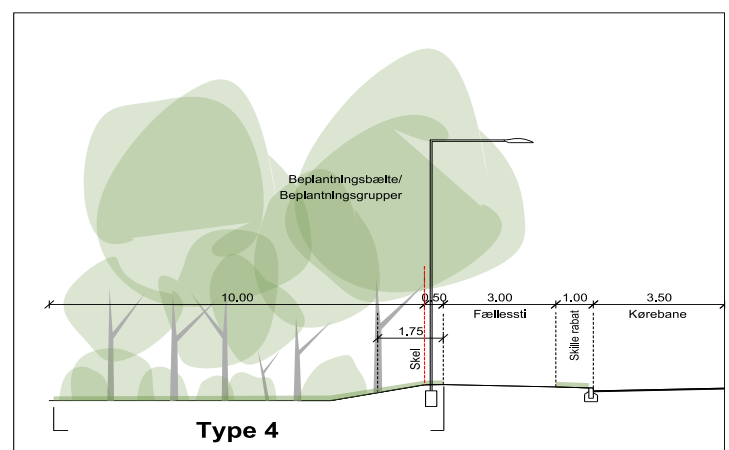 Beplantningsbælte/
Beplantningsgrupper
10,00
0,50
3.00
1.00
3.50
Fællessti
Kørebane
Skille rabat
1.75
Skel
Type 4